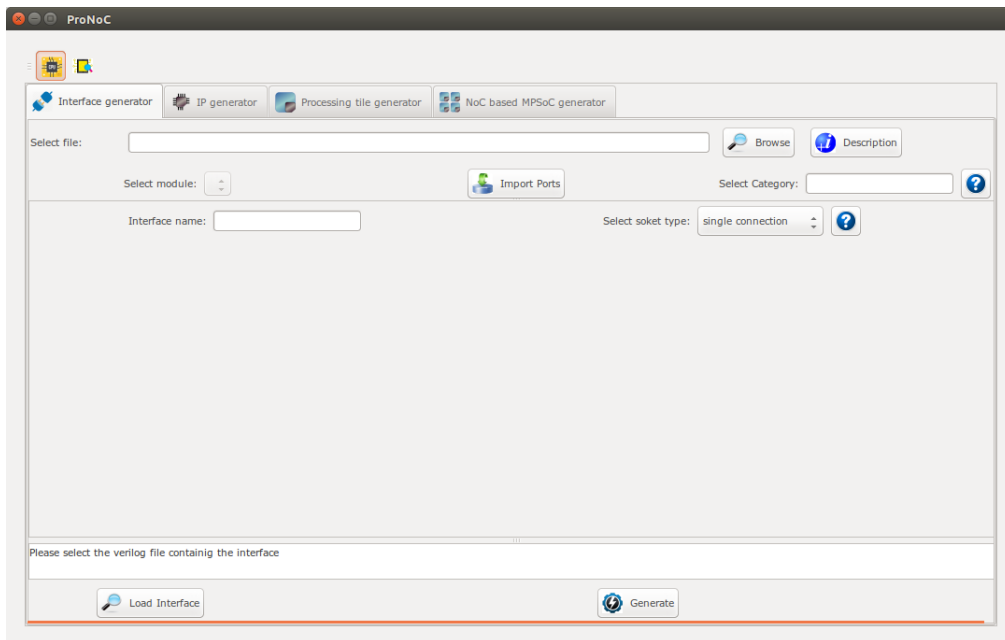 ProNoC
Interface generator IP generator Processing tile generator NoC based MPSoC generator
Select file: Browse Description
Select module: Import Ports Select Category:
Interface name: Select soket type: single connection
Please select the verilog file containig the interface
Load Interface Generate